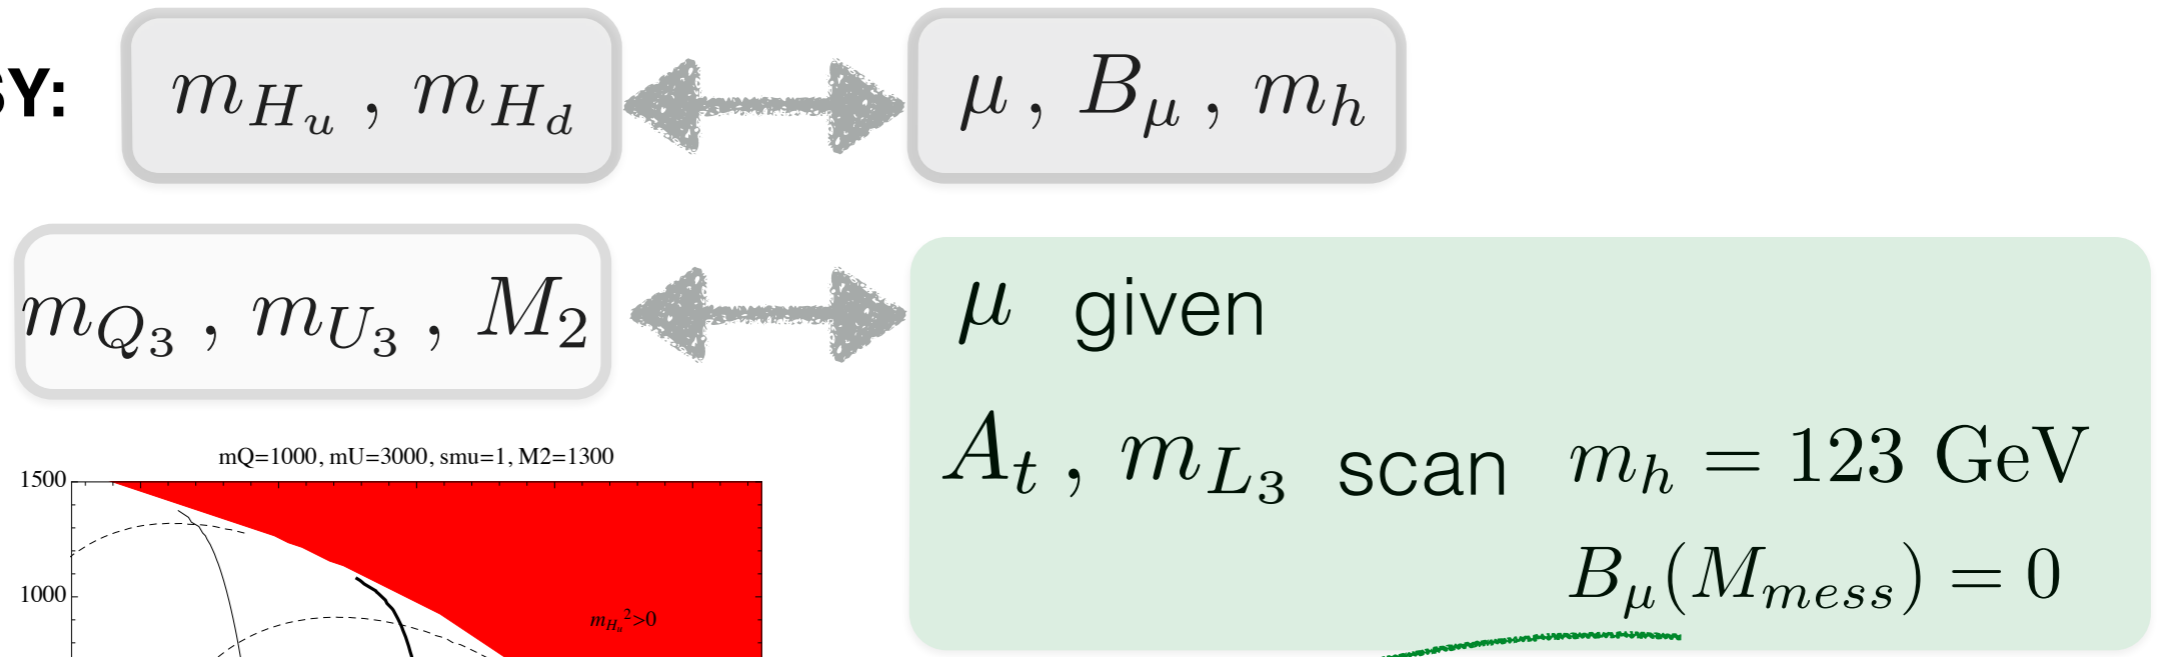 SY: m_{H_u} , m_{H_d} μ , B_μ , m_h
m_{Q_3} , m_{U_3} , M_2 μ given
A_t , m_{L_3} scan m_h = 123 GeV
B_μ(M_{mess}) = 0
mQ=1000, mU=3000, smu=1, M2=1300
1500
1000
m_{H_u}^2>0